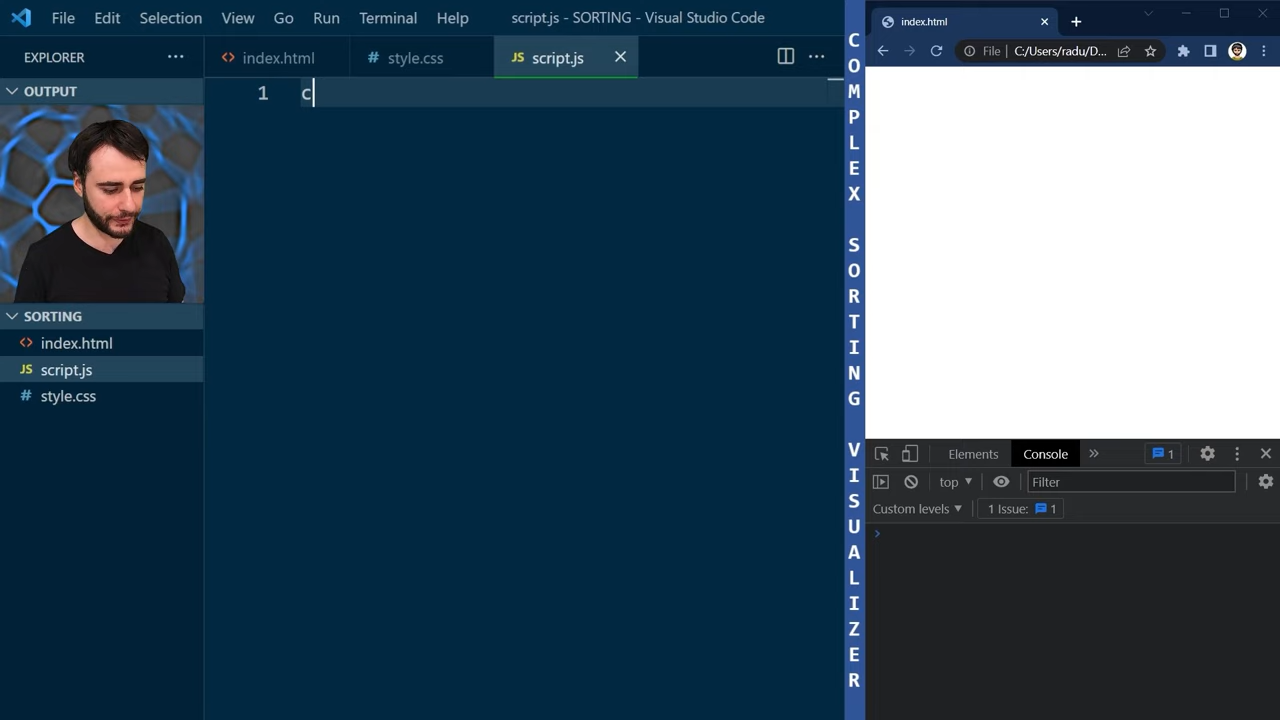 File Edit Selection View Go Run Terminal Help script.js - SORTING - Visual Studio Code
EXPLORER
OUTPUT
SORTING
<> index.html
JS script.js
# style.css
<> index.html
# style.css
JS script.js
1 c
COMPLEX SORTING VISUALIZER
index.html
File C:/Users/radu/D...
Elements Console » 1
top Filter
Custom levels 1 Issue: 1